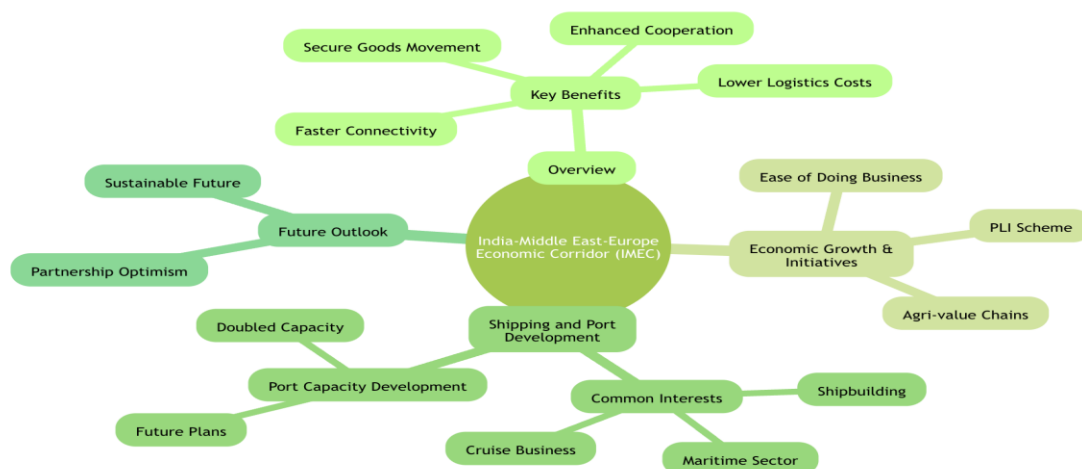 Enhanced Cooperation
Secure Goods Movement
Lower Logistics Costs
Key Benefits
Faster Connectivity
Overview
Sustainable Future
Ease of Doing Business
Future Outlook
PLI Scheme
India-Middle East-Europe
Economic Corridor (IMEC)
Economic Growth &
Initiatives
Partnership Optimism
Agri-value Chains
Doubled Capacity
Shipping and Port
Development
Port Capacity Development
Shipbuilding
Common Interests
Future Plans
Cruise Business
Maritime Sector